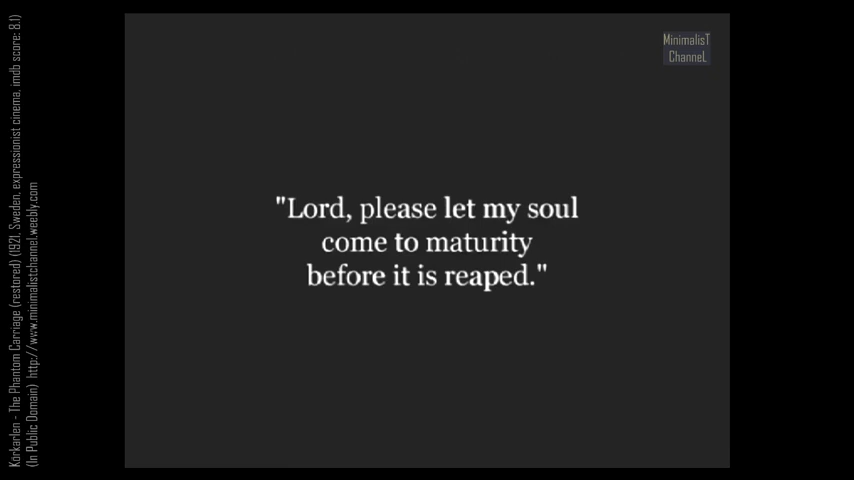 Körkarlen - The Phantom Carriage (restored) (1921, Sweden, expressionist cinema, imdb score: 8.1)
(In Public Domain) http://www.minimalistchannel.weebly.com
MinimalisT
ChanneL
"Lord, please let my soul
come to maturity
before it is reaped."